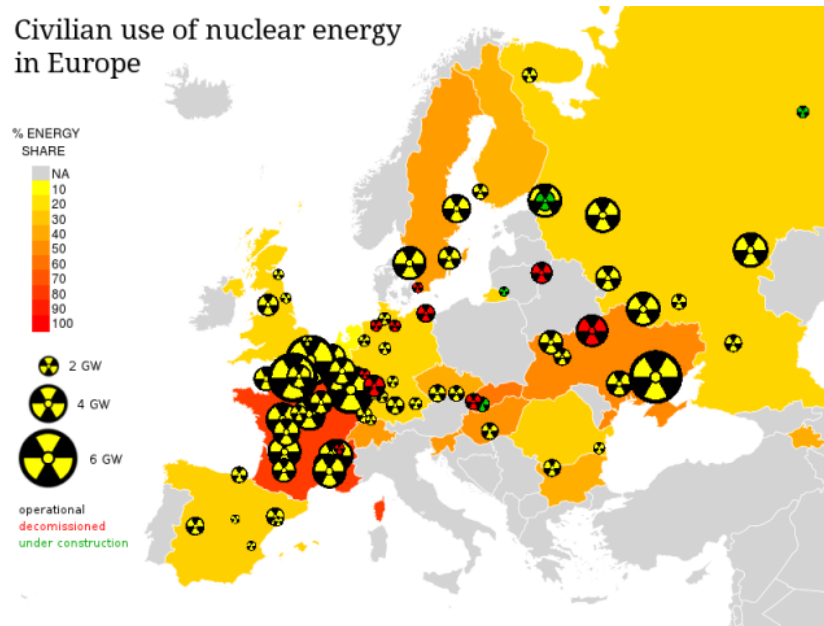 Civilian use of nuclear energy
in Europe
% ENERGY
SHARE
NA
10
20
30
40
50
60
70
80
90
100
2 GW
4 GW
6 GW
operational
decomissioned
under construction